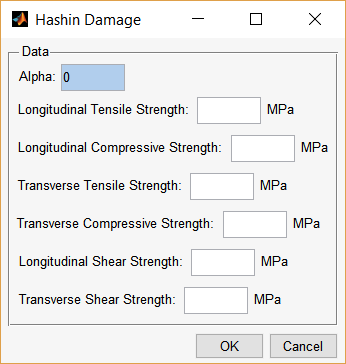 Hashin Damage
Data
Alpha: 0
Longitudinal Tensile Strength: MPa
Longitudinal Compressive Strength: MPa
Transverse Tensile Strength: MPa
Transverse Compressive Strength: MPa
Longitudinal Shear Strength: MPa
Transverse Shear Strength: MPa
OK Cancel